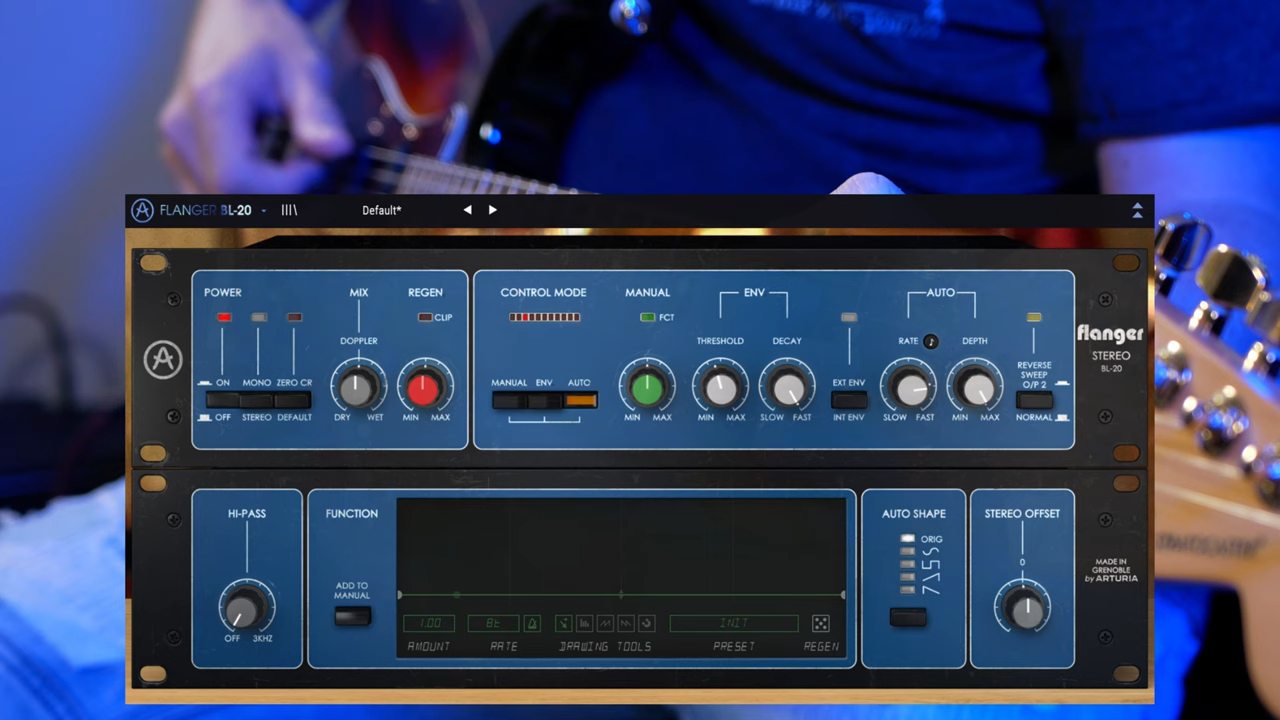 FLANGER BL-20
Default*
POWER
MIX
REGEN
CLIP
DOPPLER
ON
MONO
ZERO CR
OFF
STEREO
DEFAULT
DRY
WET
MIN
MAX
CONTROL MODE
MANUAL
ENV
AUTO
FCT
THRESHOLD
DECAY
RATE
DEPTH
MANUAL
ENV
AUTO
MIN
MAX
MIN
MAX
SLOW
FAST
EXT ENV
INT ENV
SLOW
FAST
MIN
MAX
REVERSE
SWEEP
O/P 2
NORMAL
flanger
STEREO
BL-20
HI-PASS
OFF
3KHZ
FUNCTION
ADD TO
MANUAL
1.00
8t
INIT
AMOUNT
RATE
DRAWING TOOLS
PRESET
REGEN
AUTO SHAPE
ORIG
STEREO OFFSET
0
MADE IN
GRENOBLE
by ARTURIA